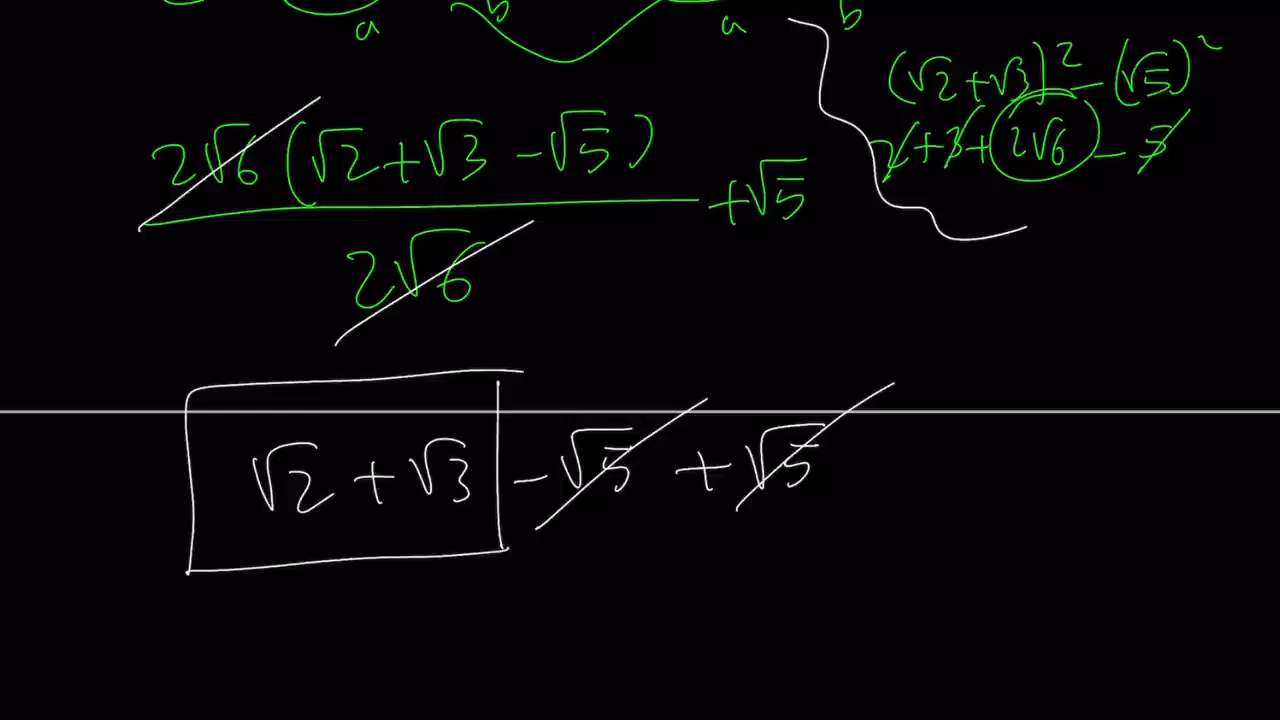 a b a b
(√2 + √3)² − (√5)²
2 + 3 + 2√6 − 5
2√6 (√2 + √3 − √5)
+ √5
2√6
√2 + √3 − √5 + √5